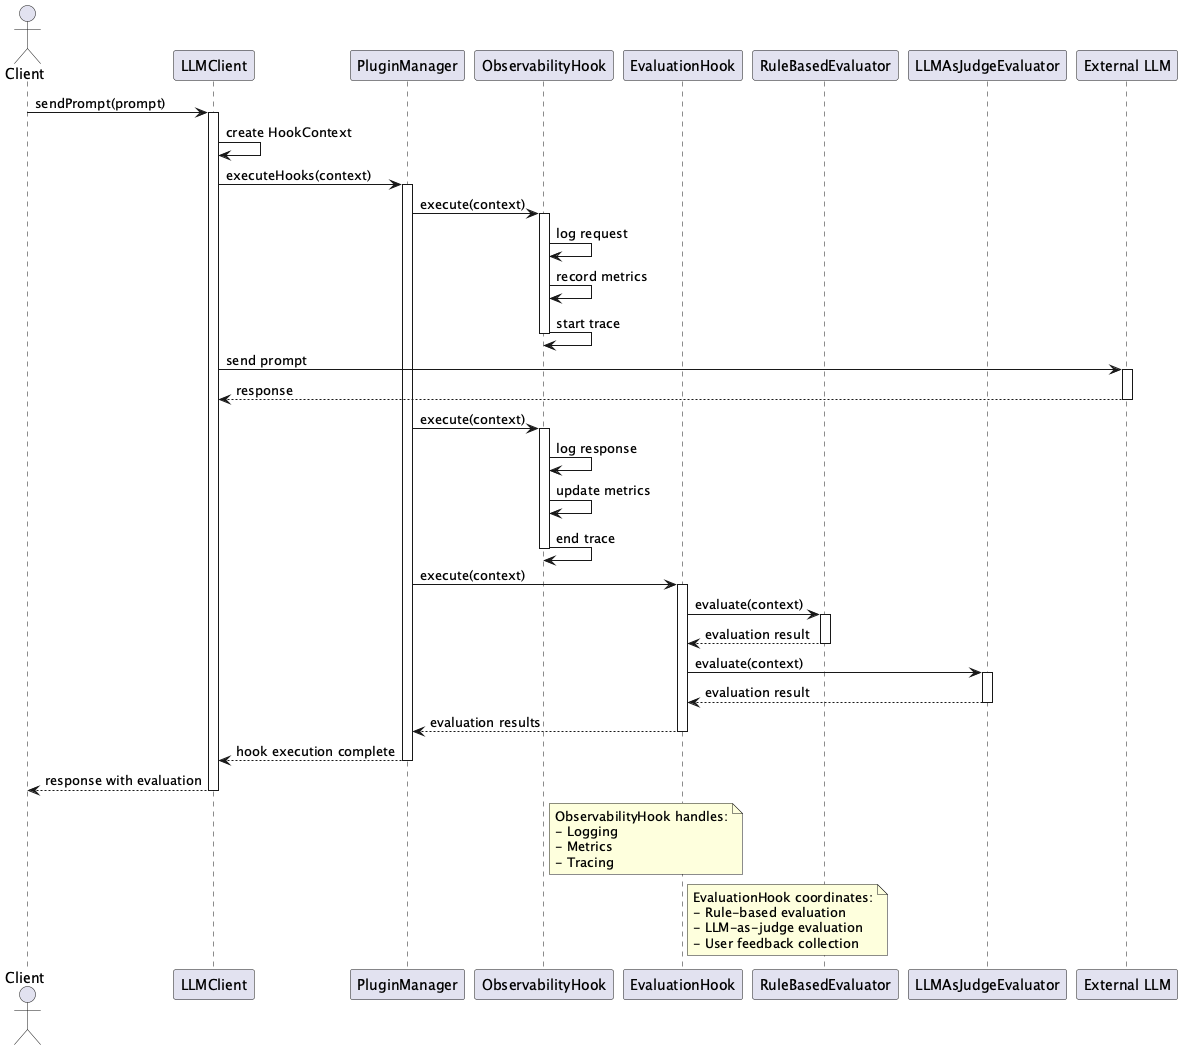 Client
LLMClient
PluginManager
ObservabilityHook
EvaluationHook
RuleBasedEvaluator
LLMAsJudgeEvaluator
External LLM
sendPrompt(prompt)
create HookContext
executeHooks(context)
execute(context)
log request
record metrics
start trace
send prompt
response
execute(context)
log response
update metrics
end trace
execute(context)
evaluate(context)
evaluation result
evaluate(context)
evaluation result
evaluation results
hook execution complete
response with evaluation
ObservabilityHook handles:
- Logging
- Metrics
- Tracing
EvaluationHook coordinates:
- Rule-based evaluation
- LLM-as-judge evaluation
- User feedback collection
Client
LLMClient
PluginManager
ObservabilityHook
EvaluationHook
RuleBasedEvaluator
LLMAsJudgeEvaluator
External LLM